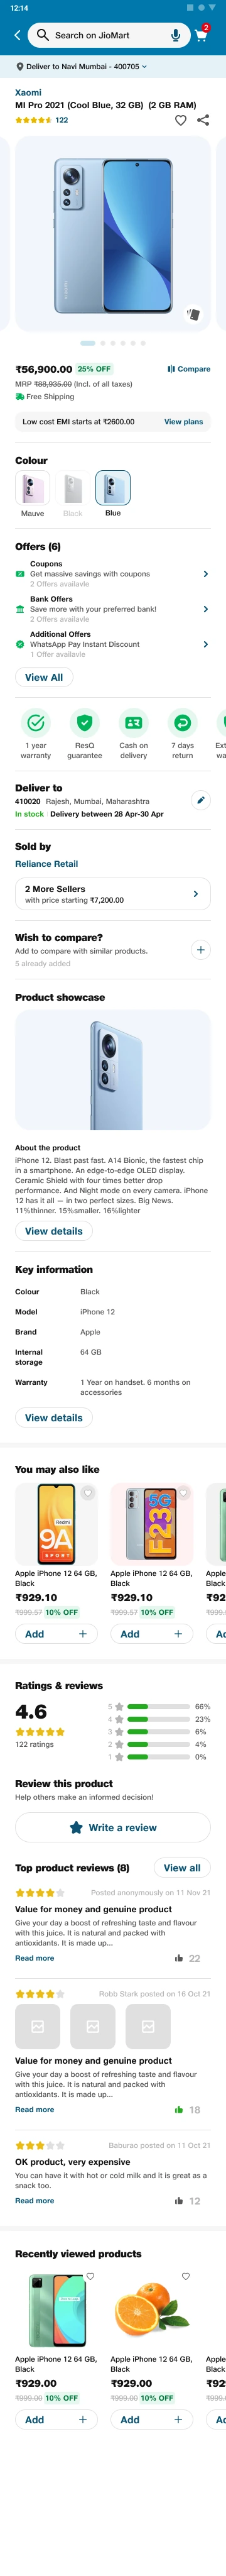 12:14
Search on JioMart
2
Deliver to Navi Mumbai - 400705
Xaomi
MI Pro 2021 (Cool Blue, 32 GB) (2 GB RAM)
122
₹56,900.00 25% OFF
Compare
MRP ₹88,935.00 (Incl. of all taxes)
Free Shipping
Low cost EMI starts at ₹2600.00 View plans
Colour
Mauve
Black
Blue
Offers (6)
Coupons
Get massive savings with coupons
2 Offers availavle
Bank Offers
Save more with your preferred bank!
2 Offers availavle
Additional Offers
WhatsApp Pay Instant Discount
1 Offer availavle
View All
1 year warranty
ResQ guarantee
Cash on delivery
7 days return
Ext
wa
Deliver to
410020 Rajesh, Mumbai, Maharashtra
In stock Delivery between 28 Apr-30 Apr
Sold by
Reliance Retail
2 More Sellers
with price starting ₹7,200.00
Wish to compare?
Add to compare with similar products.
5 already added
Product showcase
About the product
iPhone 12. Blast past fast. A14 Bionic, the fastest chip
in a smartphone. An edge-to-edge OLED display.
Ceramic Shield with four times better drop
performance. And Night mode on every camera. iPhone
12 has it all — in two perfect sizes. Big News.
11%thinner. 15%smaller. 16%lighter
View details
Key information
Colour Black
Model iPhone 12
Brand Apple
Internal storage 64 GB
Warranty 1 Year on handset. 6 months on
accessories
View details
You may also like
Redmi
9A
SPORT
5G
F23
Apple iPhone 12 64 GB,
Black
₹929.10
₹999.57 10% OFF
Add
Apple iPhone 12 64 GB,
Black
₹929.10
₹999.57 10% OFF
Add
Apple
Black
₹92
₹999.
Ac
Ratings & reviews
4.6
122 ratings
5 66%
4 23%
3 6%
2 4%
1 0%
Review this product
Help others make an informed decision!
Write a review
Top product reviews (8)
View all
Posted anonymously on 11 Nov 21
Value for money and genuine product
Give your day a boost of refreshing taste and flavour
with this juice. It is natural and packed with
antioxidants. It is made up...
Read more
22
Robb Stark posted on 16 Oct 21
Value for money and genuine product
Give your day a boost of refreshing taste and flavour
with this juice. It is natural and packed with
antioxidants. It is made up...
Read more
18
Baburao posted on 11 Oct 21
OK product, very expensive
You can have it with hot or cold milk and it is great as a
snack too.
Read more
12
Recently viewed products
Apple iPhone 12 64 GB,
Black
₹929.00
₹999.00 10% OFF
Add
Apple iPhone 12 64 GB,
Black
₹929.00
₹999.00 10% OFF
Add
Apple
Black
₹92
₹999.
Ac